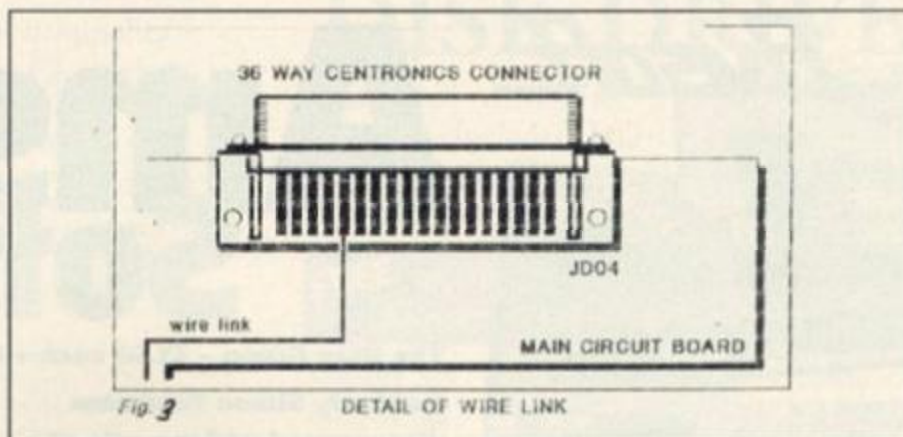 36 WAY CENTRONICS CONNECTOR
JD04
wire link
MAIN CIRCUIT BOARD
Fig. 3
DETAIL OF WIRE LINK